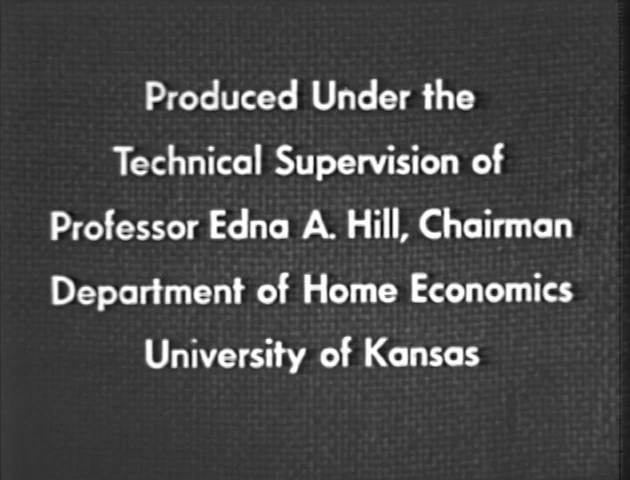 Produced Under the
Technical Supervision of
Professor Edna A. Hill, Chairman
Department of Home Economics
University of Kansas